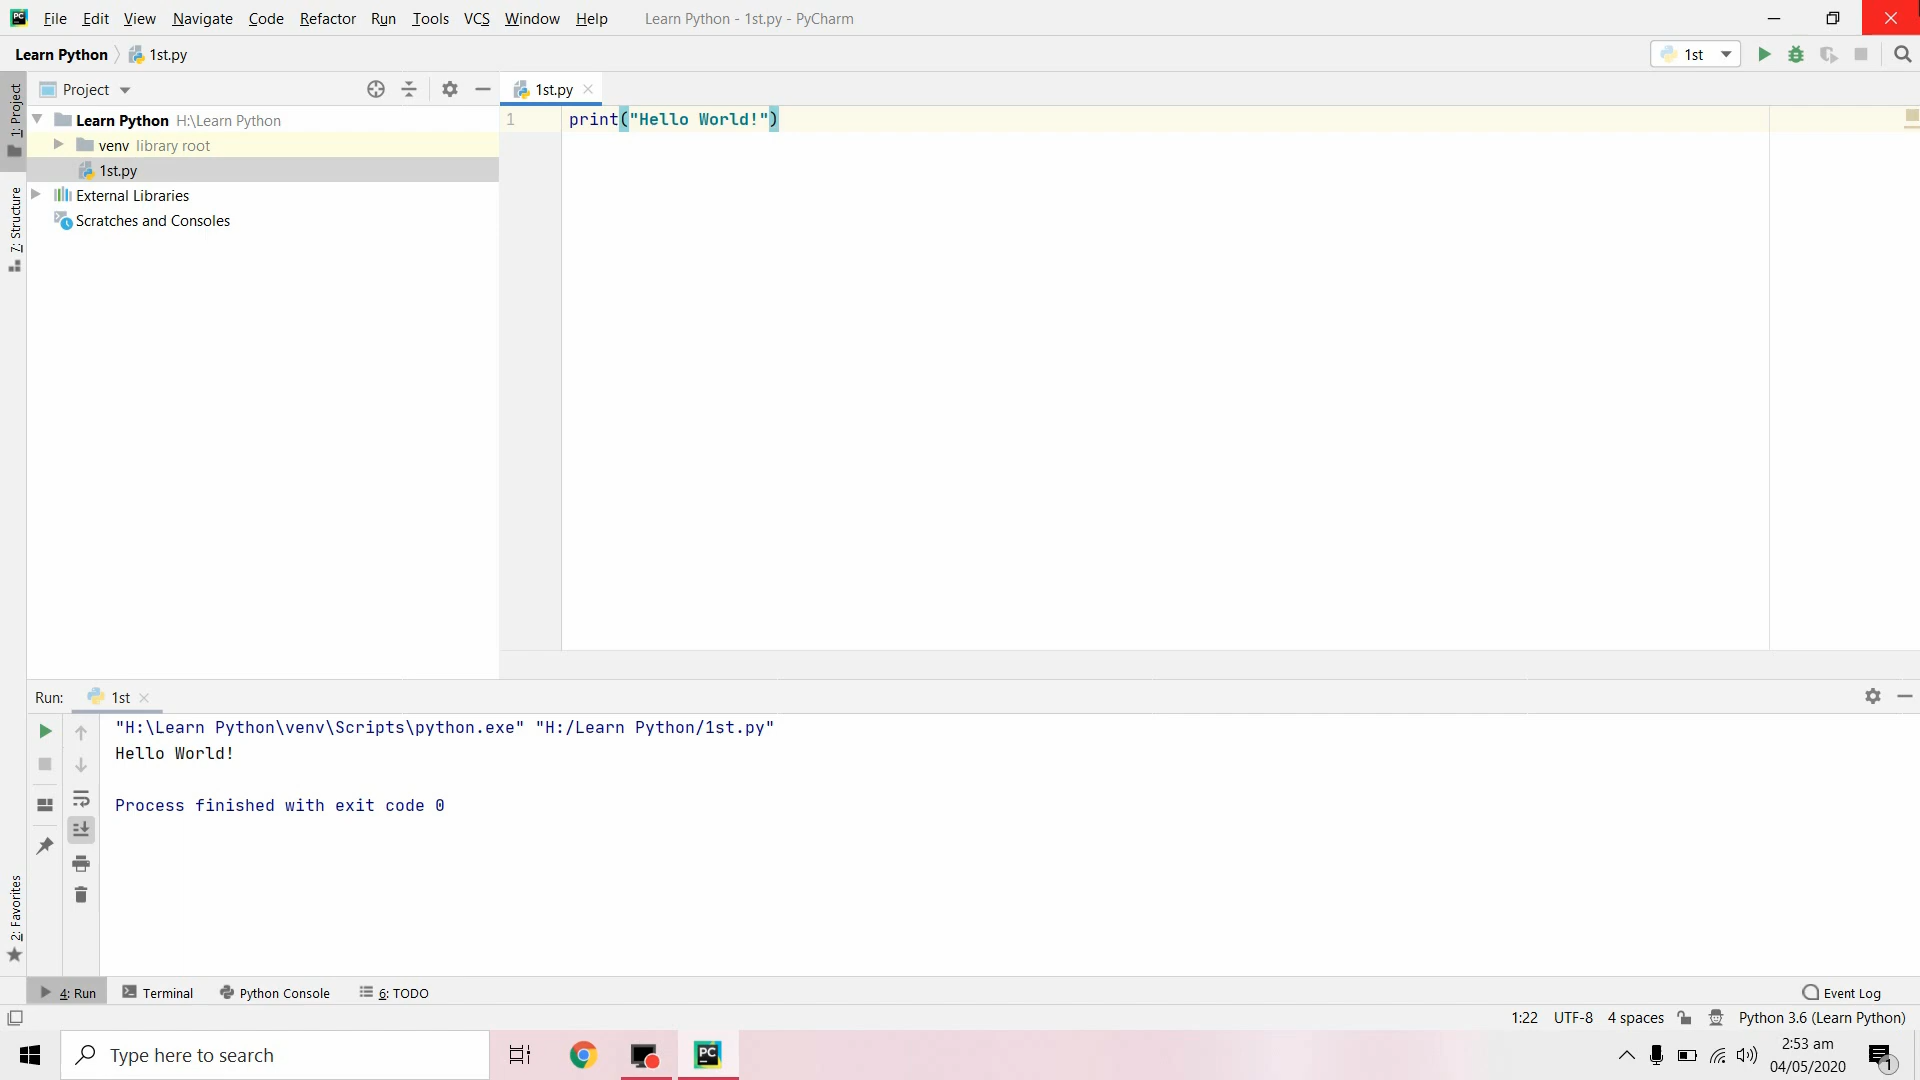 File Edit View Navigate Code Refactor Run Tools VCS Window Help Learn Python - 1st.py - PyCharm
Learn Python 1st.py 1st
1: Project
Project
1st.py
Learn Python H:\Learn Python
venv library root
1st.py
External Libraries
Scratches and Consoles
7: Structure
1 print("Hello World!")
Run: 1st
"H:\Learn Python\venv\Scripts\python.exe" "H:/Learn Python/1st.py"
Hello World!
Process finished with exit code 0
2: Favorites
4: Run Terminal Python Console 6: TODO Event Log
1:22 UTF-8 4 spaces Python 3.6 (Learn Python)
Type here to search
PC
2:53 am
04/05/2020
1